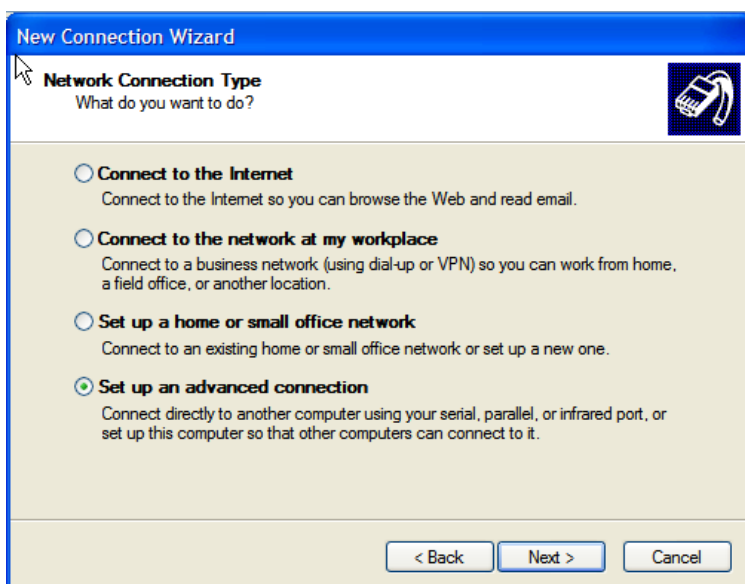 New Connection Wizard
Network Connection Type
What do you want to do?
Connect to the Internet
Connect to the Internet so you can browse the Web and read email.
Connect to the network at my workplace
Connect to a business network (using dial-up or VPN) so you can work from home,
a field office, or another location.
Set up a home or small office network
Connect to an existing home or small office network or set up a new one.
Set up an advanced connection
Connect directly to another computer using your serial, parallel, or infrared port, or
set up this computer so that other computers can connect to it.
< Back Next > Cancel